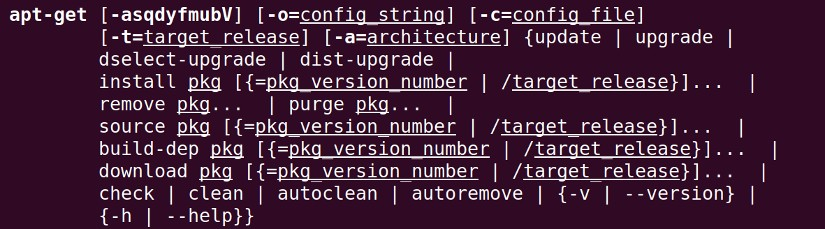 apt-get [-asqdyfmubV] [-o=config_string] [-c=config_file]
[-t=target_release] [-a=architecture] {update | upgrade |
dselect-upgrade | dist-upgrade |
install pkg [{=pkg_version_number | /target_release}]... |
remove pkg... | purge pkg... |
source pkg [{=pkg_version_number | /target_release}]... |
build-dep pkg [{=pkg_version_number | /target_release}]... |
download pkg [{=pkg_version_number | /target_release}]... |
check | clean | autoclean | autoremove | {-v | --version} |
{-h | --help}}